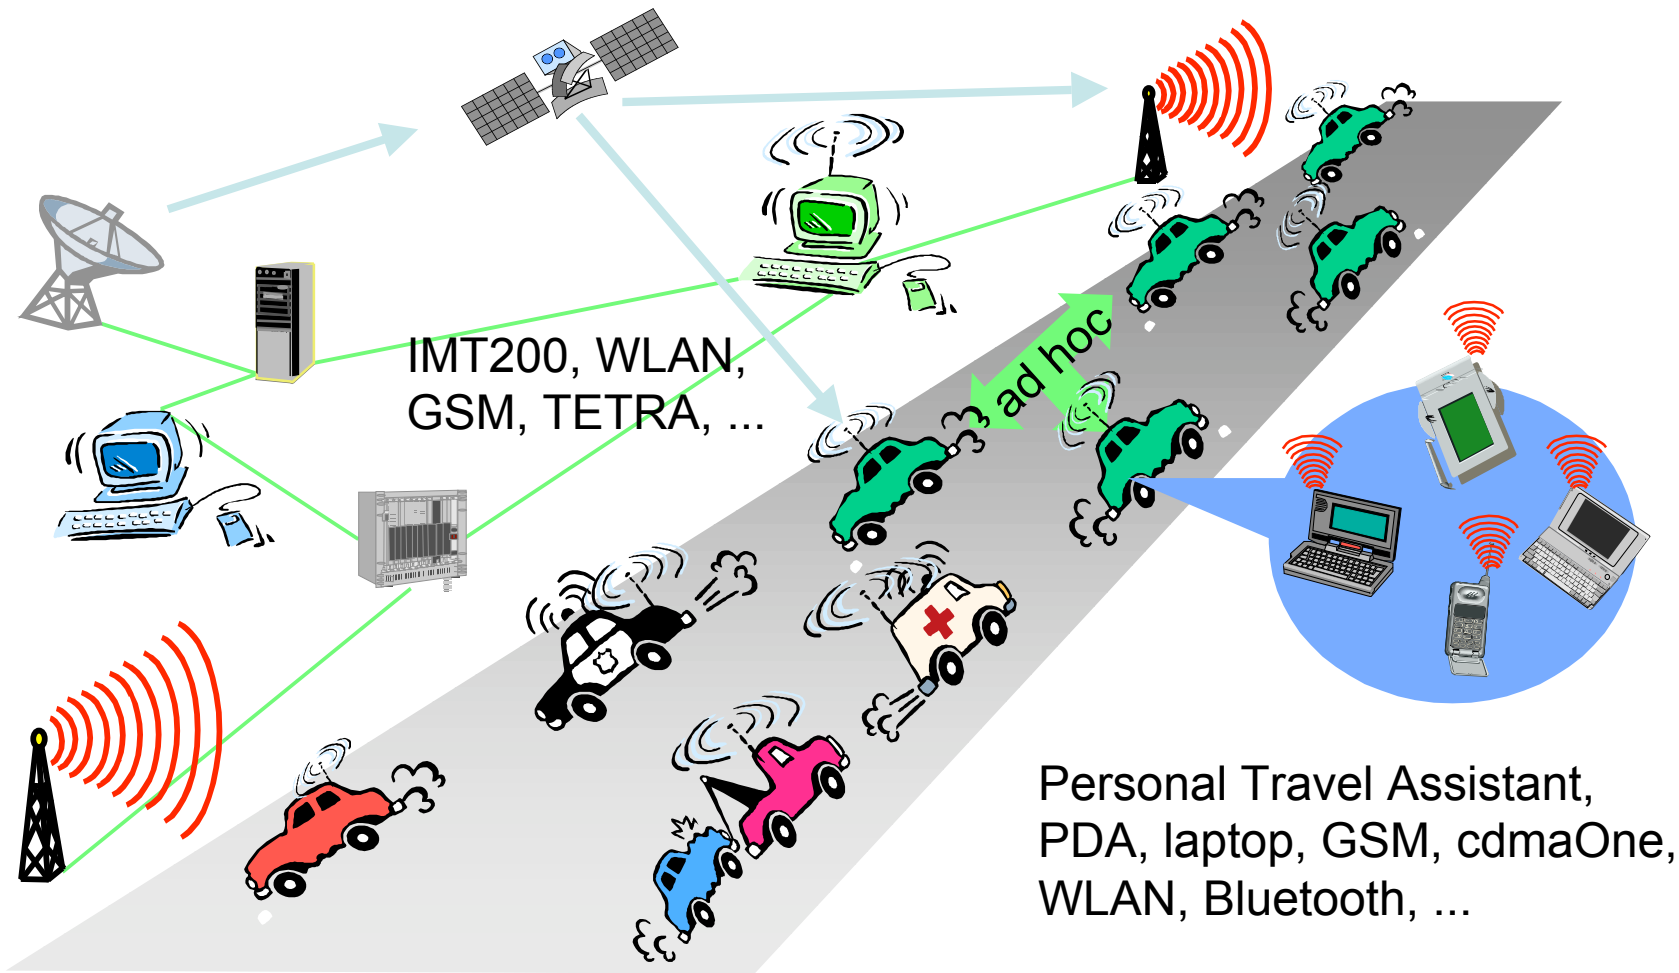 IMT200, WLAN,
GSM, TETRA, ...
ad hoc
Personal Travel Assistant,
PDA, laptop, GSM, cdmaOne,
WLAN, Bluetooth, ...